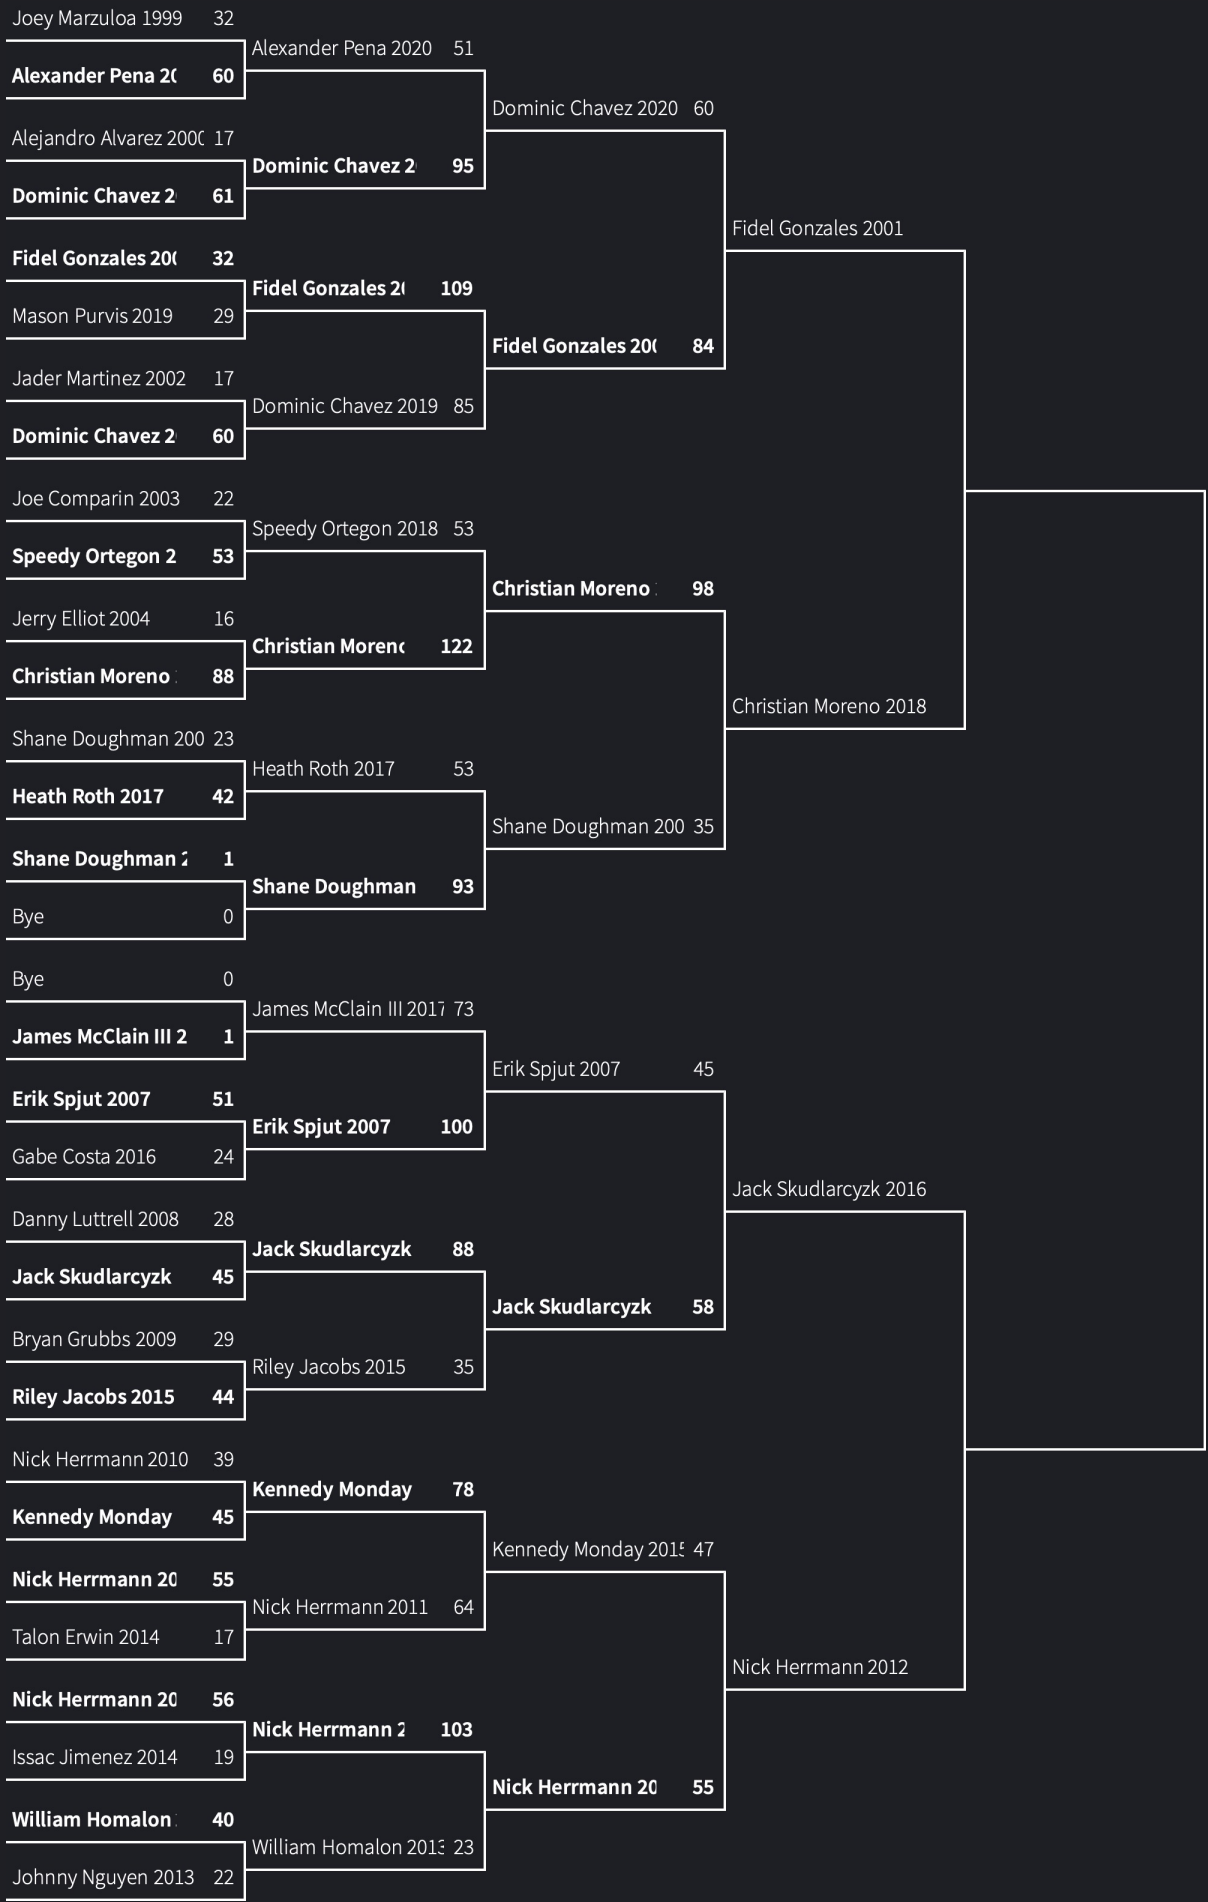 Joey Marzuloa 1999 32
Alexander Pena 20 60
Alejandro Alvarez 2000 17
Dominic Chavez 2 61
Fidel Gonzales 200 32
Mason Purvis 2019 29
Jader Martinez 2002 17
Dominic Chavez 2 60
Joe Comparin 2003 22
Speedy Ortegon 2 53
Jerry Elliot 2004 16
Christian Moreno 88
Shane Doughman 200 23
Heath Roth 2017 42
Shane Doughman 2 1
Bye 0
Bye 0
James McClain III 2 1
Erik Spjut 2007 51
Gabe Costa 2016 24
Danny Luttrell 2008 28
Jack Skudlarcyzk 45
Bryan Grubbs 2009 29
Riley Jacobs 2015 44
Nick Herrmann 2010 39
Kennedy Monday 45
Nick Herrmann 20 55
Talon Erwin 2014 17
Nick Herrmann 20 56
Issac Jimenez 2014 19
William Homalon 40
Johnny Nguyen 2013 22
Alexander Pena 2020 51
Dominic Chavez 2 95
Fidel Gonzales 20 109
Dominic Chavez 2019 85
Speedy Ortegon 2018 53
Christian Moreno 122
Heath Roth 2017 53
Shane Doughman 93
James McClain III 2017 73
Erik Spjut 2007 100
Jack Skudlarcyzk 88
Riley Jacobs 2015 35
Kennedy Monday 78
Nick Herrmann 2011 64
Nick Herrmann 2 103
William Homalon 2013 23
Dominic Chavez 2020 60
Fidel Gonzales 200 84
Christian Moreno 98
Shane Doughman 200 35
Erik Spjut 2007 45
Jack Skudlarcyzk 58
Kennedy Monday 2015 47
Nick Herrmann 20 55
Fidel Gonzales 2001
Christian Moreno 2018
Jack Skudlarcyzk 2016
Nick Herrmann 2012